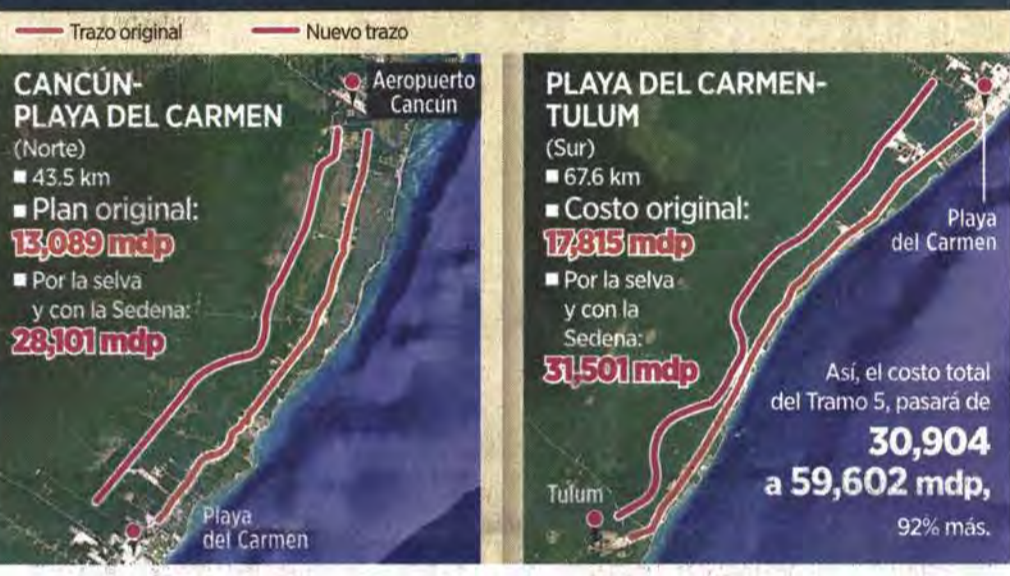 Trazo original
Nuevo trazo
CANCÚN-
PLAYA DEL CARMEN
(Norte)
■ 43.5 km
■ Plan original:
13,089 mdp
■ Por la selva
y con la Sedena:
28,101 mdp
Aeropuerto
Cancún
Playa
del Carmen
PLAYA DEL CARMEN-
TULUM
(Sur)
■ 67.6 km
■ Costo original:
17,815 mdp
■ Por la selva
y con la
Sedena:
31,501 mdp
Playa
del Carmen
Tulum
Así, el costo total
del Tramo 5, pasará de
30,904
a 59,602 mdp,
92% más.